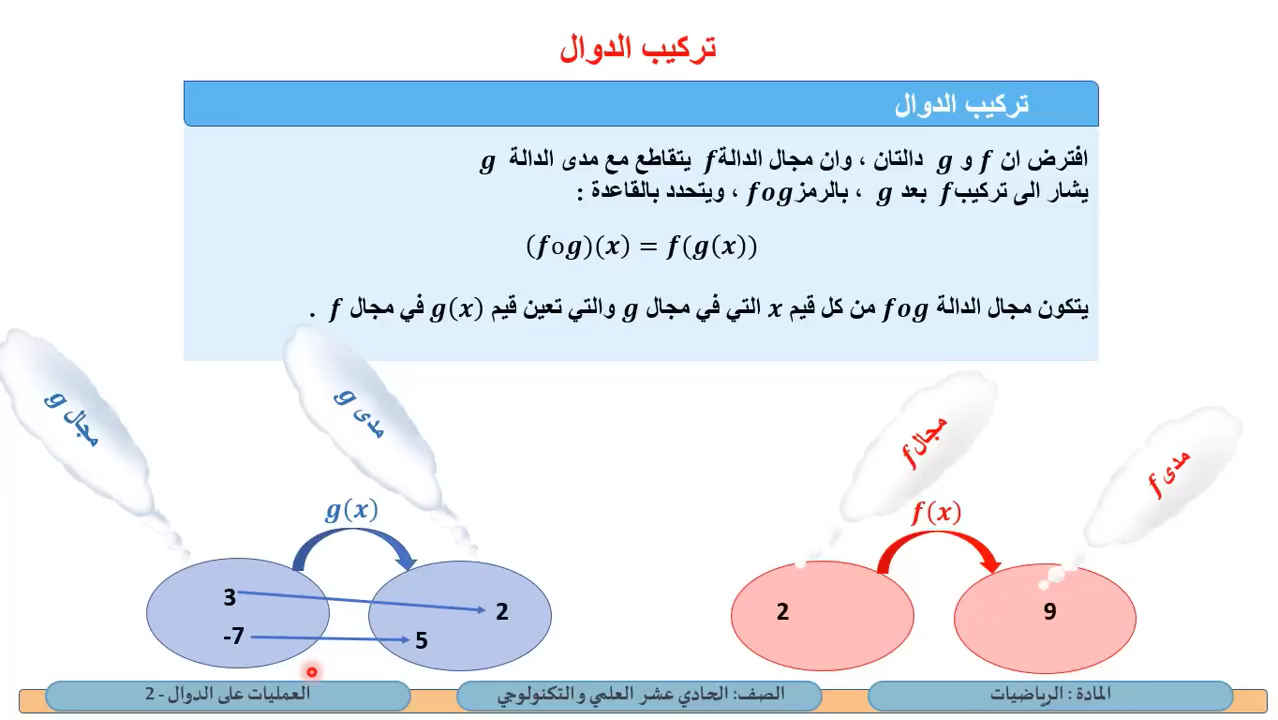 تركيب الدوال
تركيب الدوال
افترض ان f و g دالتان ، وان مجال الدالة f يتقاطع مع مدى الدالة g
يشار الى تركيب f بعد g ، بالرمز fog ، ويتحدد بالقاعدة :
(fog)(x) = f(g(x))
يتكون مجال الدالة fog من كل قيم x التي في مجال g والتي تعين قيم g(x) في مجال f .
مجال g
مدى g
مجال f
مدى f
g(x)
f(x)
3
-7
2
5
2
9
المادة : الرياضيات
الصف: الحادي عشر العلمي والتكنولوجي
العمليات على الدوال - 2